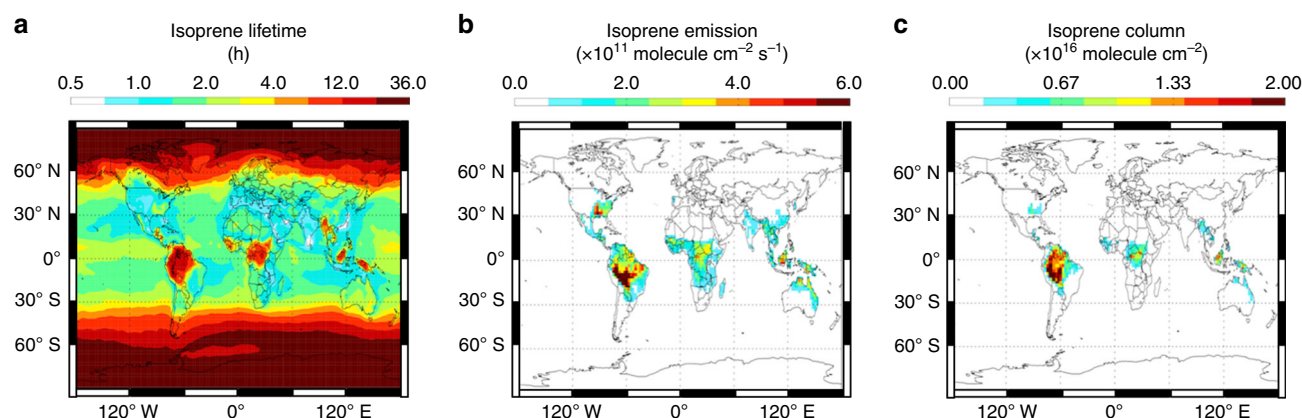 a
Isoprene lifetime
(h)
0.5 1.0 2.0 4.0 12.0 36.0
60° N
30° N
0°
30° S
60° S
120° W 0° 120° E
b
Isoprene emission
(×10¹¹ molecule cm⁻² s⁻¹)
0.0 2.0 4.0 6.0
60° N
30° N
0°
30° S
60° S
120° W 0° 120° E
c
Isoprene column
(×10¹⁶ molecule cm⁻²)
0.00 0.67 1.33 2.00
60° N
30° N
0°
30° S
60° S
120° W 0° 120° E